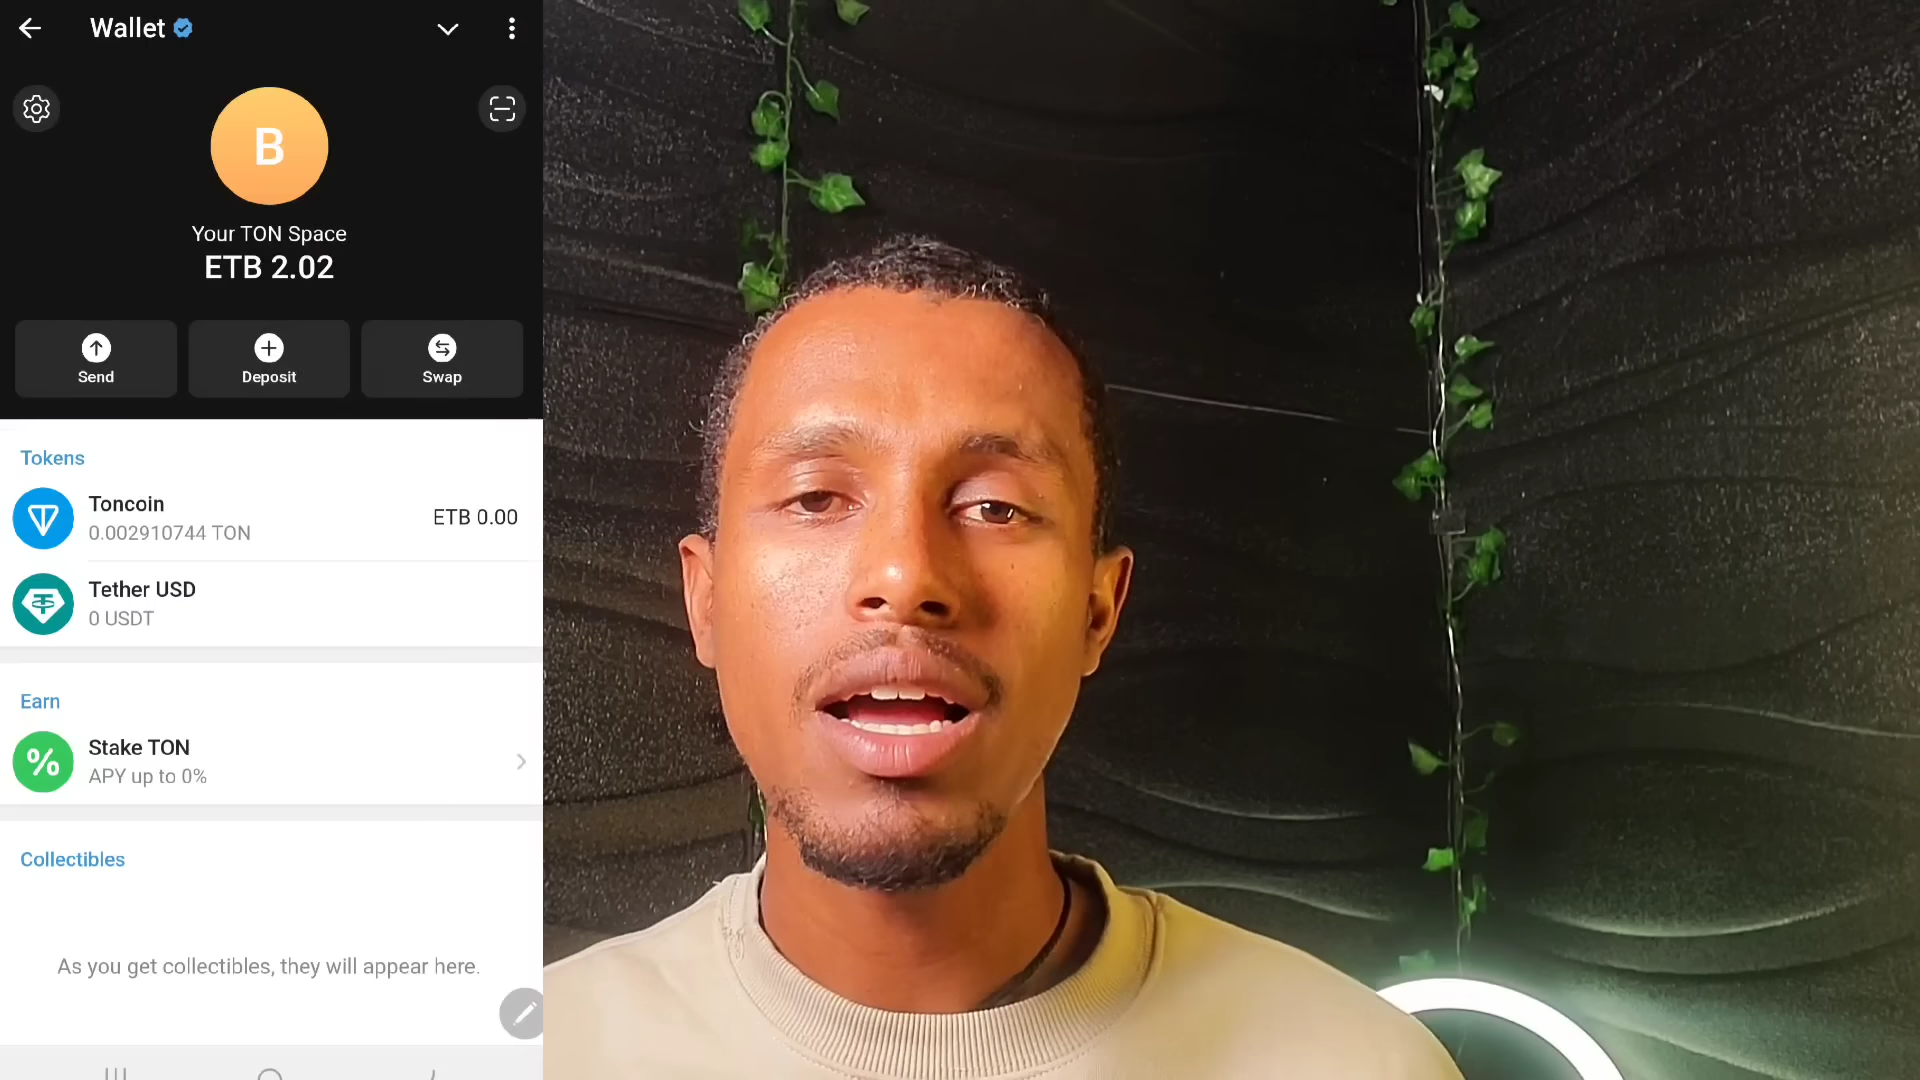 Wallet
B
Your TON Space
ETB 2.02
Send
Deposit
Swap
Tokens
Toncoin
0.002910744 TON
ETB 0.00
Tether USD
0 USDT
Earn
%
Stake TON
APY up to 0%
Collectibles
As you get collectibles, they will appear here.